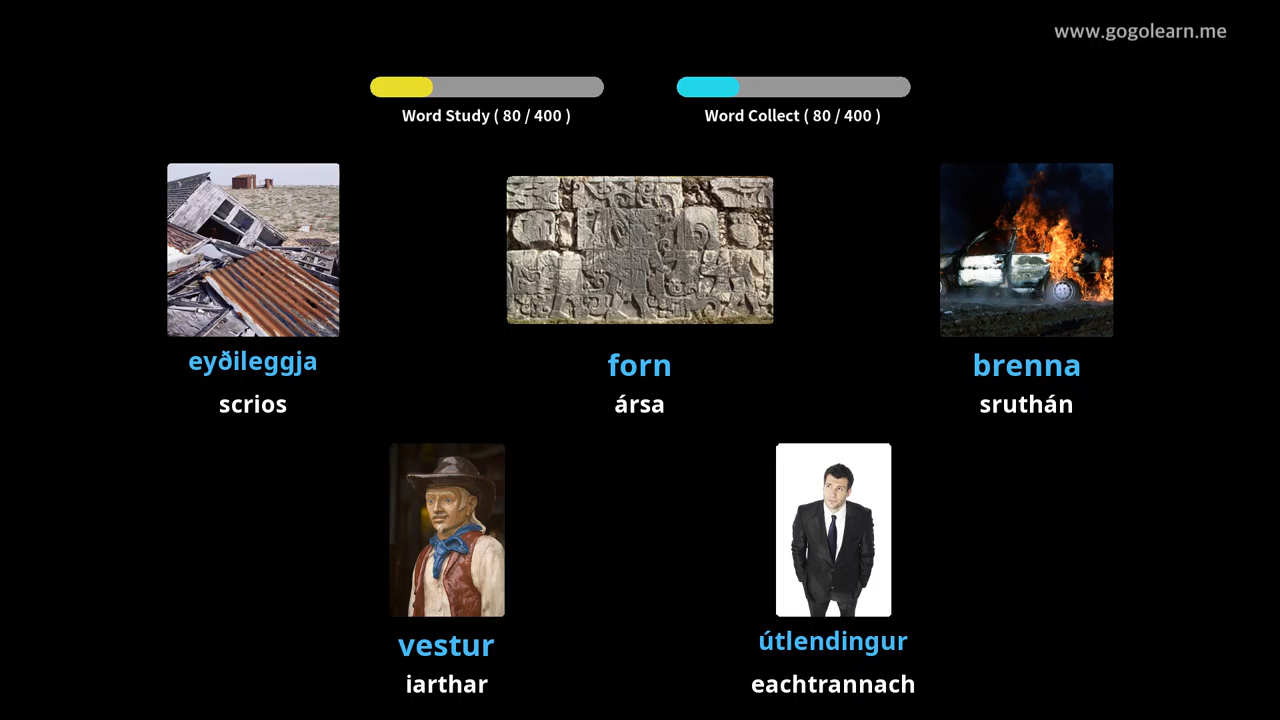 www.gogolearn.me
Word Study ( 80 / 400 )
Word Collect ( 80 / 400 )
eyðileggja
scrios
forn
ársa
brenna
sruthán
vestur
iarthar
útlendingur
eachtrannach